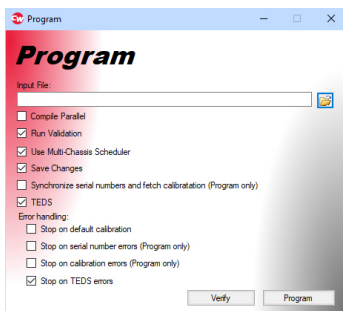 Program
Program
Input File:
Compile Parallel
Run Validation
Use Multi-Chassis Scheduler
Save Changes
Synchronize serial numbers and fetch calibratation (Program only)
TEDS
Error handling:
Stop on default calibration
Stop on serial number errors (Program only)
Stop on calibration errors (Program only)
Stop on TEDS errors
Verify
Program